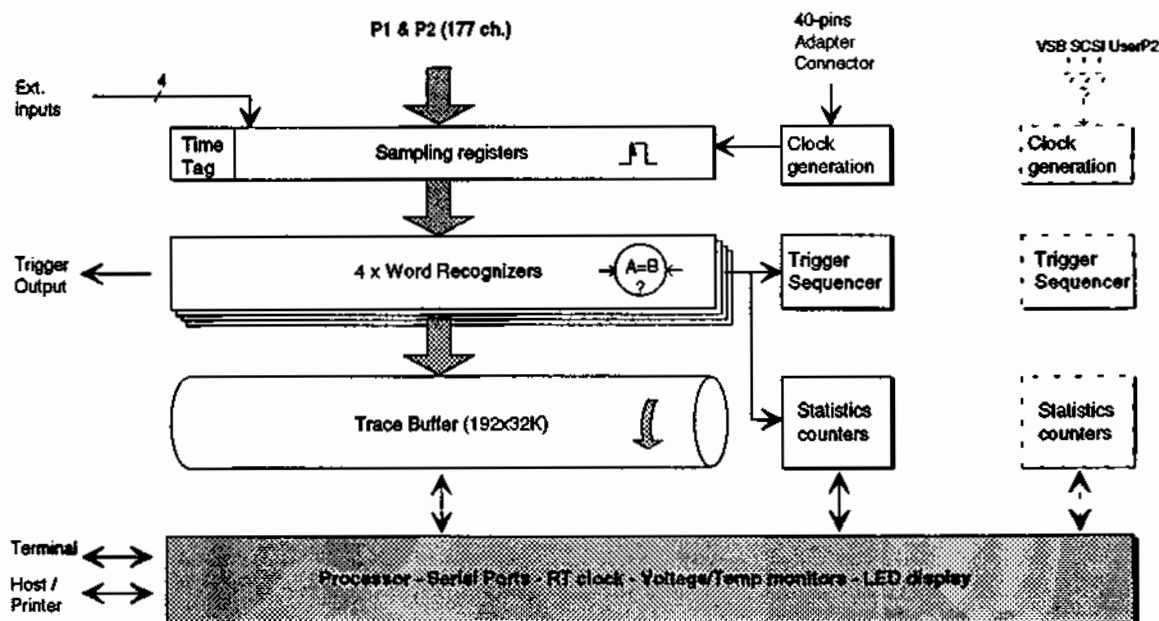 P1 & P2 (177 ch.)
40-pins
Adapter
Connector
VSB SCSI UserP2
Ext.
inputs
4
Time
Tag
Sampling registers
Clock
generation
Clock
generation
Trigger
Output
4 x Word Recognizers
A=B
?
Trigger
Sequencer
Trigger
Sequencer
Trace Buffer (192x32K)
Statistics
counters
Statistics
counters
Terminal
Host /
Printer
Processor - Serial Ports - RT clock - Voltage/Temp monitors - LED display